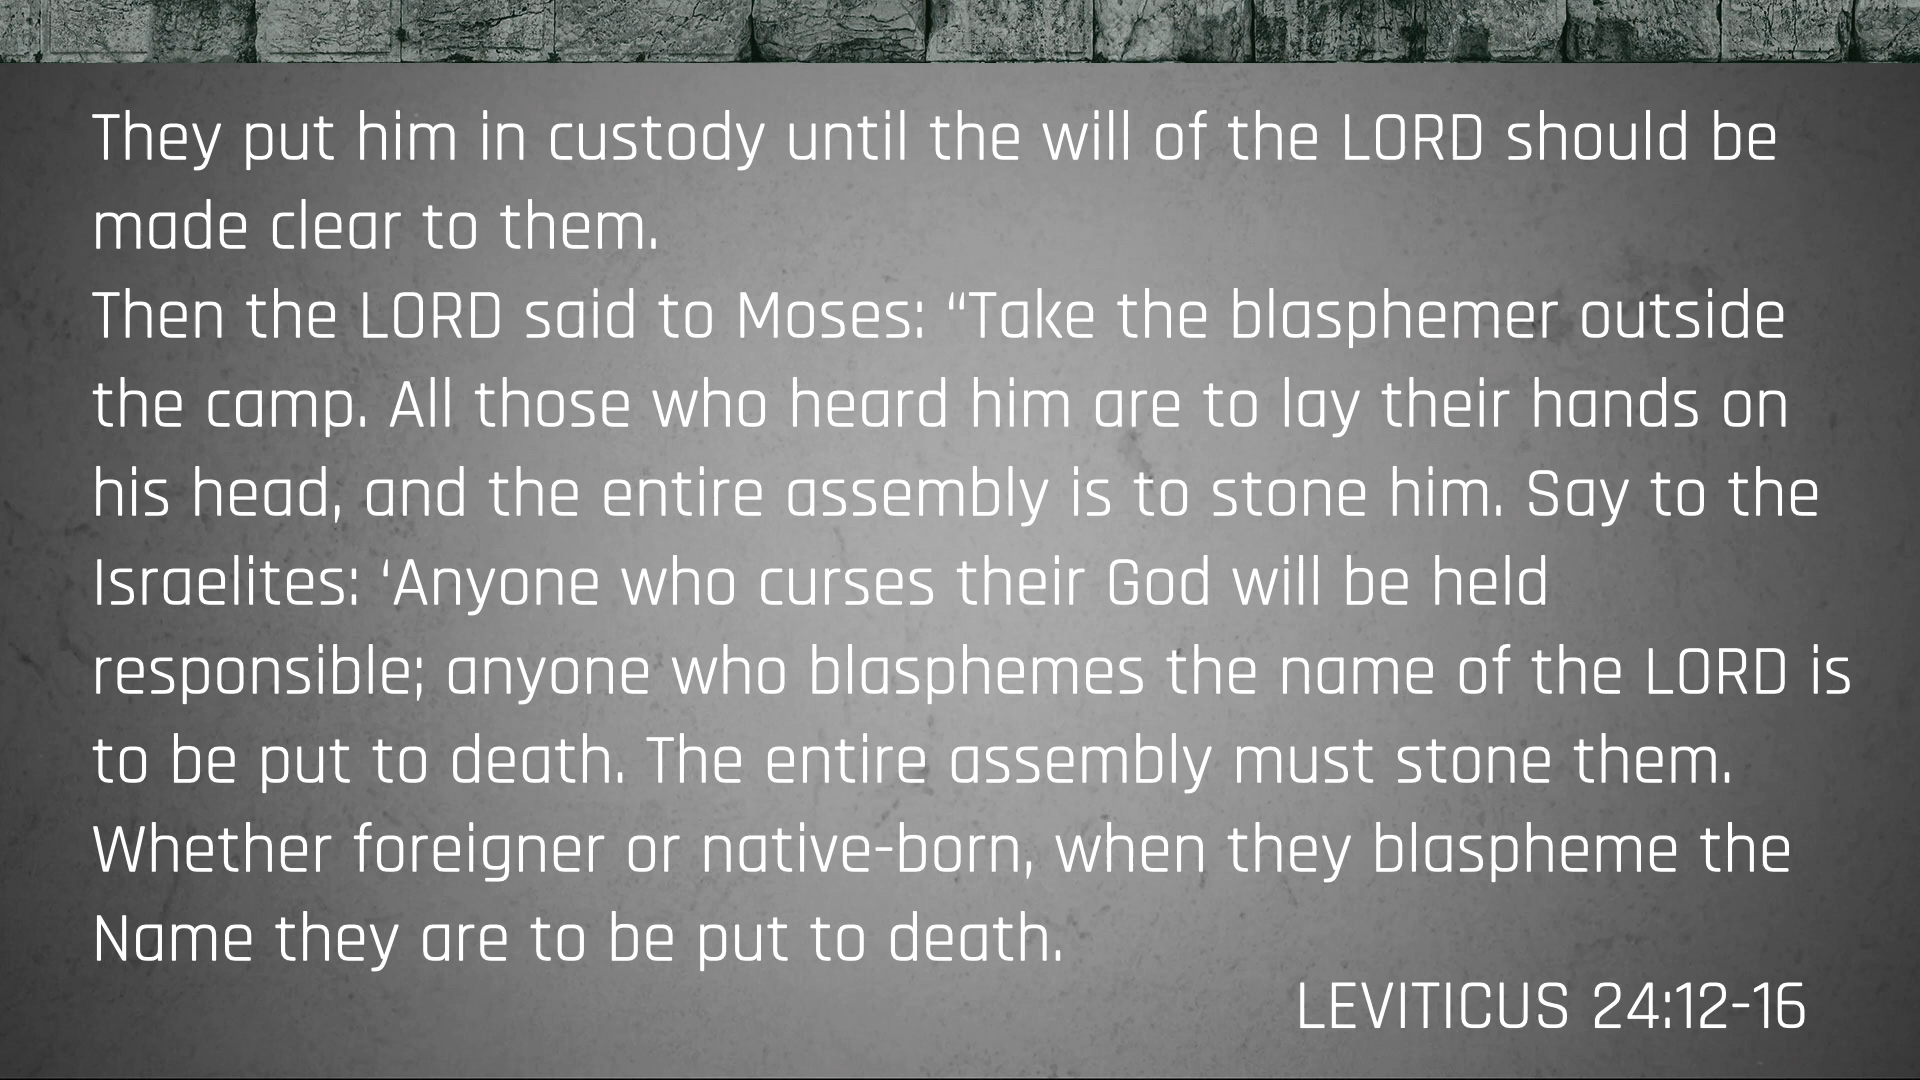 They put him in custody until the will of the LORD should be
made clear to them.
Then the LORD said to Moses: “Take the blasphemer outside
the camp. All those who heard him are to lay their hands on
his head, and the entire assembly is to stone him. Say to the
Israelites: ‘Anyone who curses their God will be held
responsible; anyone who blasphemes the name of the LORD is
to be put to death. The entire assembly must stone them.
Whether foreigner or native-born, when they blaspheme the
Name they are to be put to death.
LEVITICUS 24:12-16